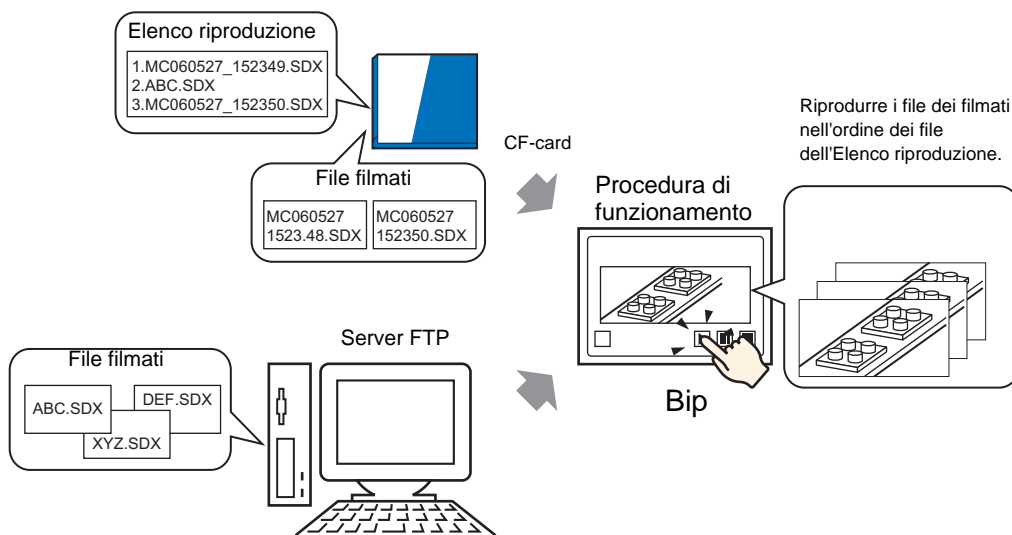 Elenco riproduzione
1.MC060527_152349.SDX
2.ABC.SDX
3.MC060527_152350.SDX
CF-card
File filmati
MC060527
1523.48.SDX
MC060527
152350.SDX
Riprodurre i file dei filmati
nell'ordine dei file
dell'Elenco riproduzione.
Procedura di
funzionamento
Bip
Server FTP
File filmati
ABC.SDX
DEF.SDX
XYZ.SDX